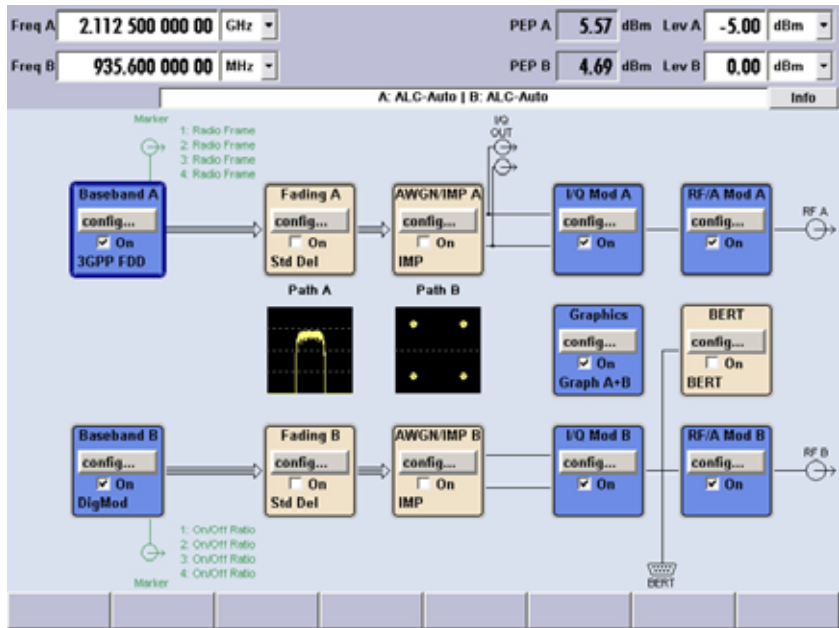 Freq A 2.112 500 000 00 GHz PEP A 5.57 dBm Lev A -5.00 dBm
Freq B 935.600 000 00 MHz PEP B 4.69 dBm Lev B 0.00 dBm
A: ALC-Auto | B: ALC-Auto Info
Marker
1: Radio Frame
2: Radio Frame
3: Radio Frame
4: Radio Frame
I/Q
OUT
Baseband A
config...
On
3GPP FDD
Fading A
config...
On
Std Del
AWGN/IMP A
config...
On
IMP
I/Q Mod A
config...
On
RF/A Mod A
config...
On
RF A
Path A
Path B
Graphics
config...
On
Graph A+B
BERT
config...
On
BERT
Baseband B
config...
On
DigMod
Fading B
config...
On
Std Del
AWGN/IMP B
config...
On
IMP
I/Q Mod B
config...
On
RF/A Mod B
config...
On
RF B
1: On/Off Ratio
2: On/Off Ratio
3: On/Off Ratio
4: On/Off Ratio
Marker
BERT